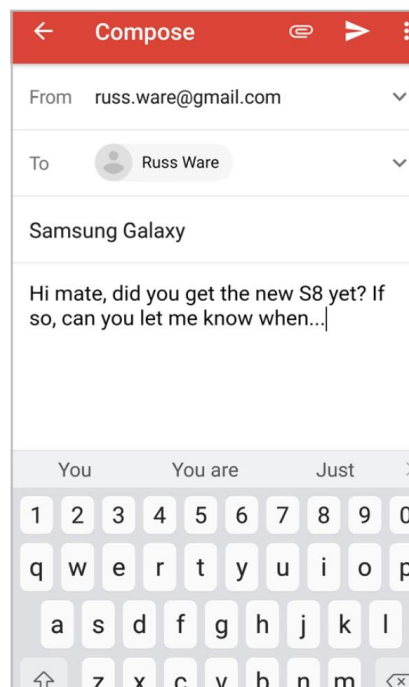 Compose
From russ.ware@gmail.com
To Russ Ware
Samsung Galaxy
Hi mate, did you get the new S8 yet? If
so, can you let me know when...
You You are Just
1 2 3 4 5 6 7 8 9 0
q w e r t y u i o p
a s d f g h j k l
z x c v b n m